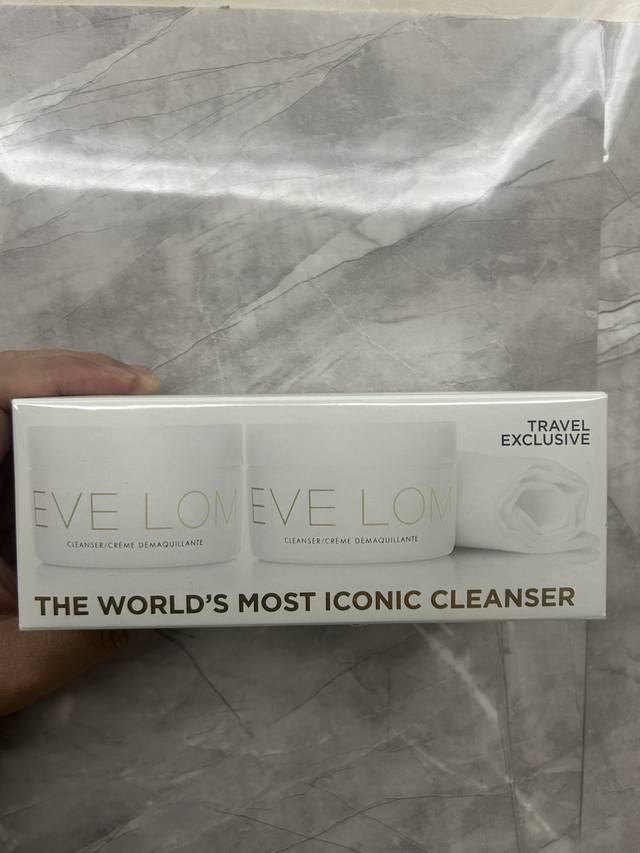 TRAVEL
EXCLUSIVE
EVE LOM
CLEANSER/CRÈME DÉMAQUILLANTE
EVE LOM
CLEANSER/CRÈME DÉMAQUILLANTE
THE WORLD'S MOST ICONIC CLEANSER